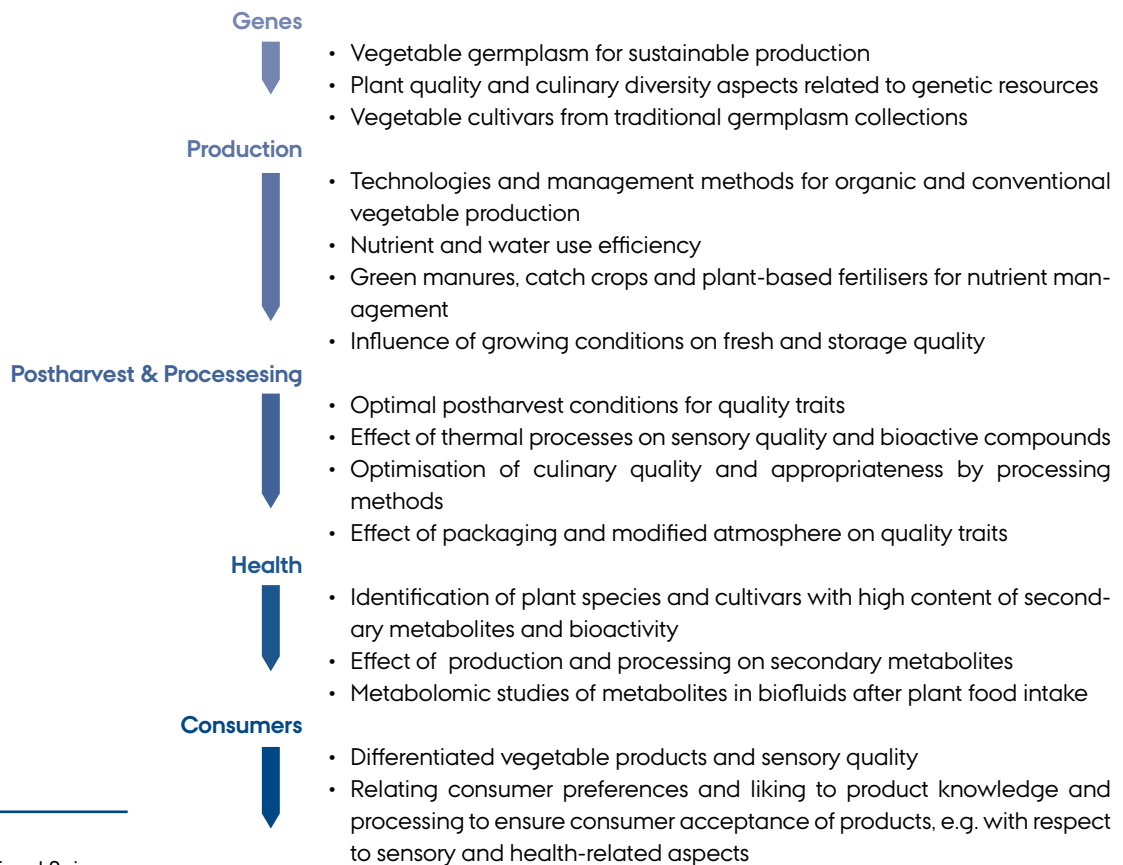 Genes
• Vegetable germplasm for sustainable production
• Plant quality and culinary diversity aspects related to genetic resources
• Vegetable cultivars from traditional germplasm collections
Production
• Technologies and management methods for organic and conventional
vegetable production
• Nutrient and water use efficiency
• Green manures, catch crops and plant-based fertilisers for nutrient man-
agement
• Influence of growing conditions on fresh and storage quality
Postharvest & Processesing
• Optimal postharvest conditions for quality traits
• Effect of thermal processes on sensory quality and bioactive compounds
• Optimisation of culinary quality and appropriateness by processing
methods
• Effect of packaging and modified atmosphere on quality traits
Health
• Identification of plant species and cultivars with high content of second-
ary metabolites and bioactivity
• Effect of production and processing on secondary metabolites
• Metabolomic studies of metabolites in biofluids after plant food intake
Consumers
• Differentiated vegetable products and sensory quality
• Relating consumer preferences and liking to product knowledge and
processing to ensure consumer acceptance of products, e.g. with respect
to sensory and health-related aspects